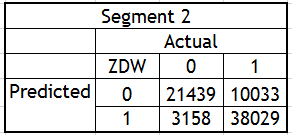 Segment 2
Actual
ZDW 0 1
Predicted 0 21439 10033
1 3158 38029